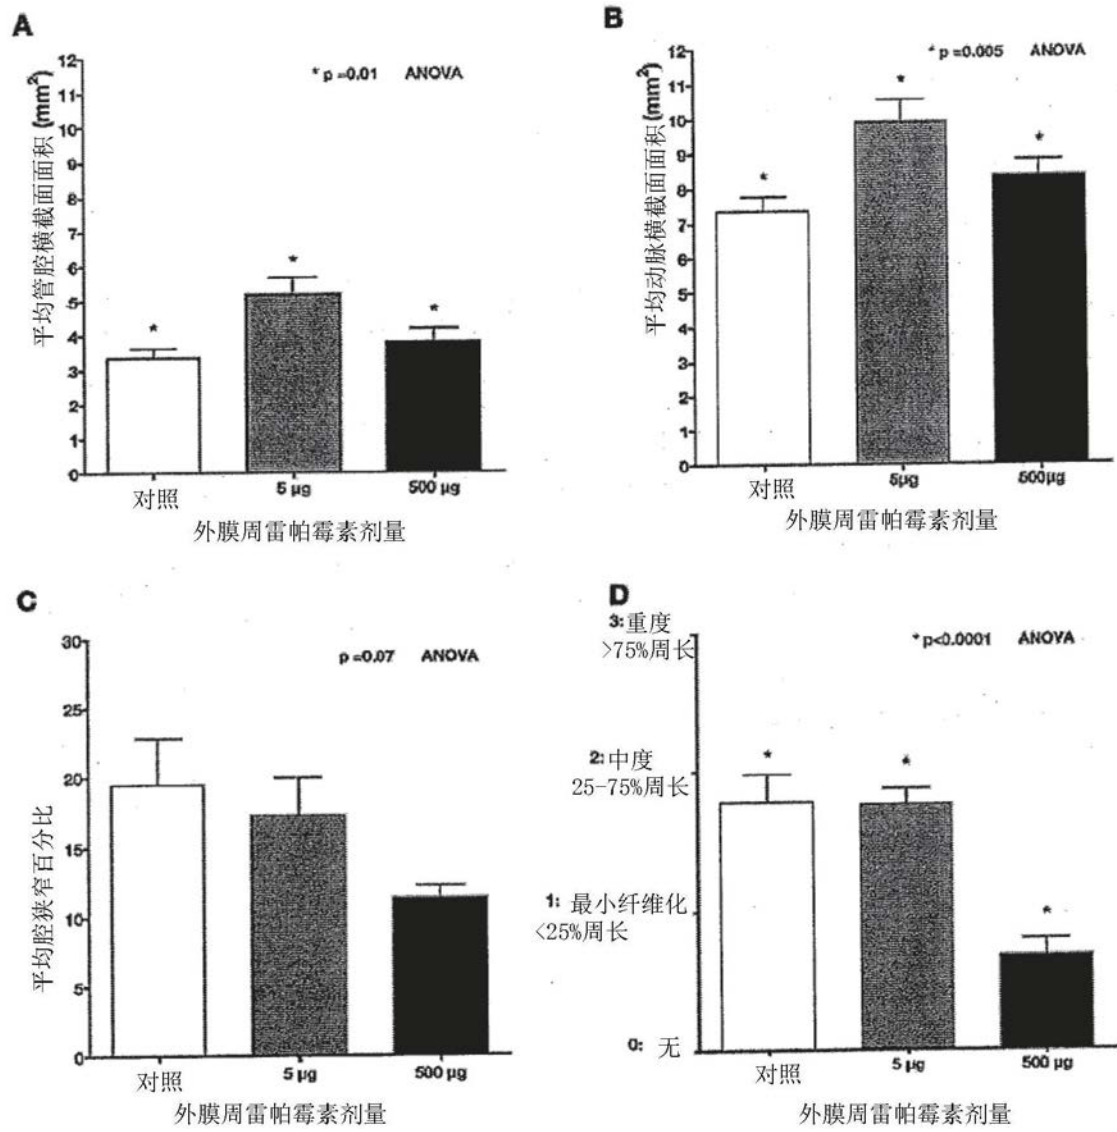 A
* p =0.01 ANOVA
平均管腔横截面面积 (mm²)
12
11
10
9
8
7
6
5
4
3
2
1
0
*
*
*
对照
5 μg
500 μg
外膜周雷帕霉素剂量
B
* p =0.005 ANOVA
平均动脉横截面面积 (mm²)
12
11
10
9
8
7
6
5
4
3
2
1
0
*
*
*
对照
5μg
500μg
外膜周雷帕霉素剂量
C
p =0.07 ANOVA
平均腔狭窄百分比
30
25
20
15
10
5
0
对照
5 μg
500 μg
外膜周雷帕霉素剂量
D
* p<0.0001 ANOVA
3: 重度
>75%周长
2: 中度
25-75%周长
1: 最小纤维化
<25%周长
0: 无
*
*
*
对照
5 μg
500 μg
外膜周雷帕霉素剂量